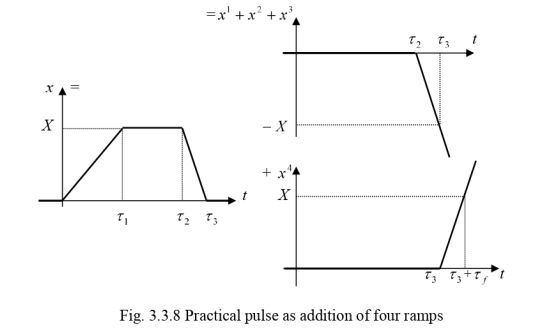 =x¹ + x² + x³
τ₂ τ₃ t
− X
x =
X
t
τ₁ τ₂ τ₃
+ x⁴
X
τ₃ τ₃+τ_f t
Fig. 3.3.8 Practical pulse as addition of four ramps